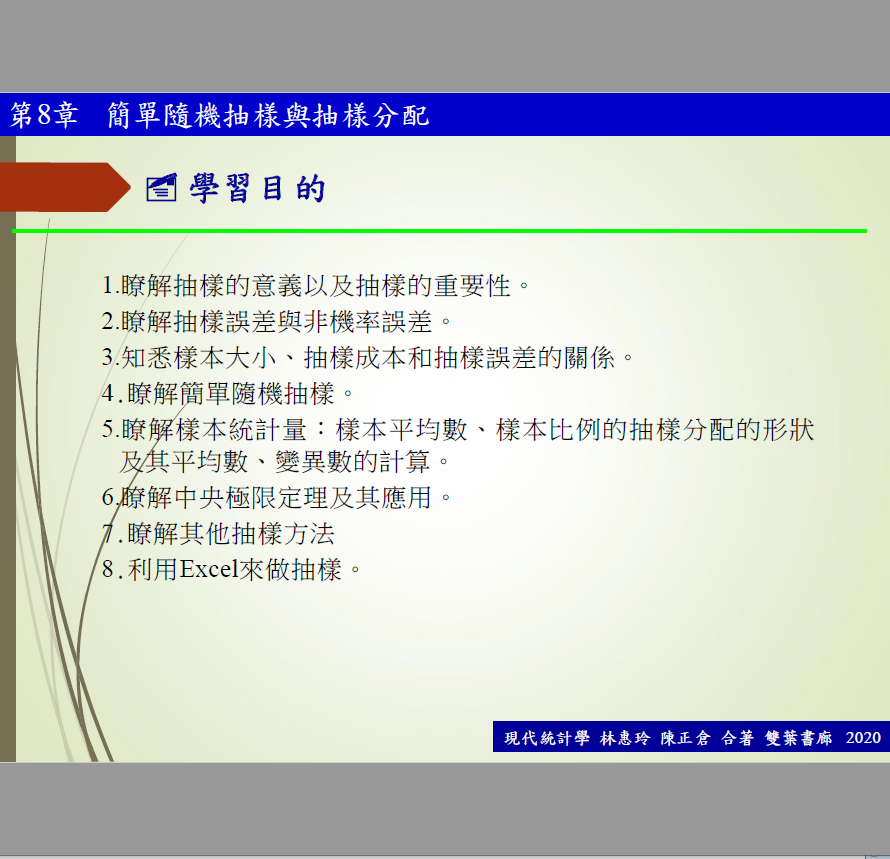 第8章 簡單隨機抽樣與抽樣分配
學習目的
1.瞭解抽樣的意義以及抽樣的重要性。
2.瞭解抽樣誤差與非機率誤差。
3.知悉樣本大小、抽樣成本和抽樣誤差的關係。
4.瞭解簡單隨機抽樣。
5.瞭解樣本統計量：樣本平均數、樣本比例的抽樣分配的形狀
及其平均數、變異數的計算。
6.瞭解中央極限定理及其應用。
7.瞭解其他抽樣方法
8.利用Excel來做抽樣。
現代統計學 林惠玲 陳正倉 合著 雙葉書廊 2020